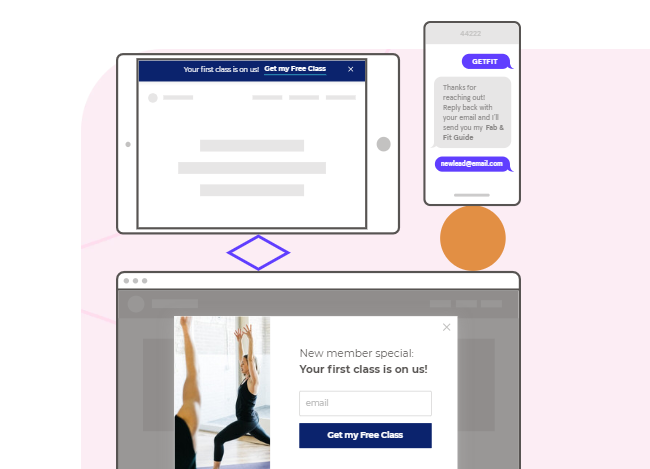 Your first class is on us! Get my Free Class
44222
GETFIT
Thanks for
reaching out!
Reply back with
your email and I'll
send you my Fab &
Fit Guide
newlead@email.com
New member special:
Your first class is on us!
email
Get my Free Class